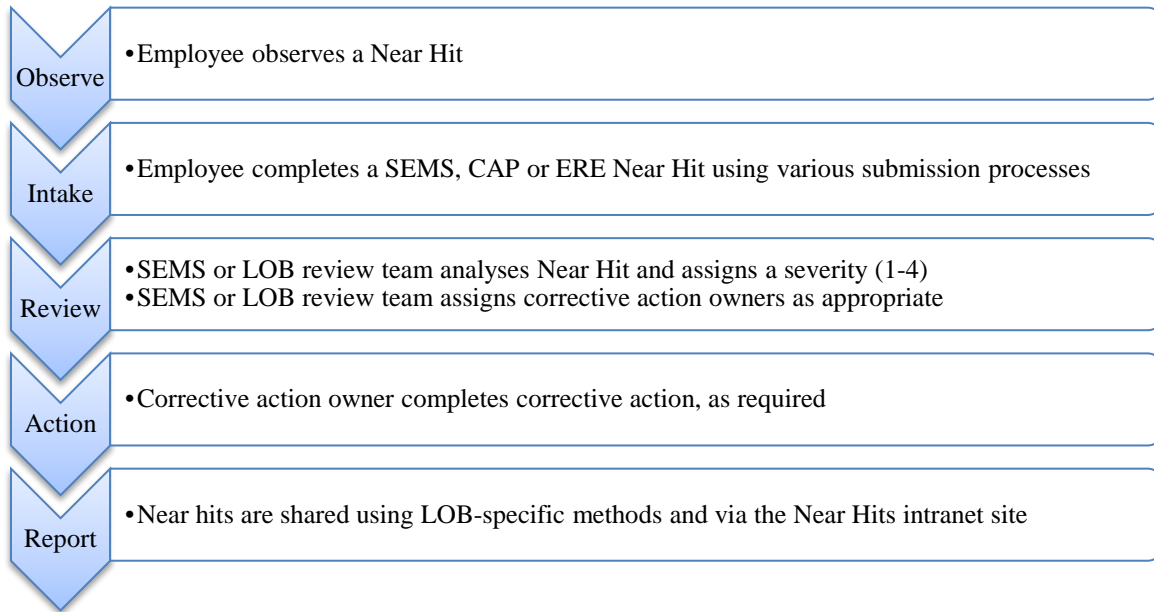 Observe
•Employee observes a Near Hit
Intake
•Employee completes a SEMS, CAP or ERE Near Hit using various submission processes
Review
•SEMS or LOB review team analyses Near Hit and assigns a severity (1-4)
•SEMS or LOB review team assigns corrective action owners as appropriate
Action
•Corrective action owner completes corrective action, as required
Report
•Near hits are shared using LOB-specific methods and via the Near Hits intranet site